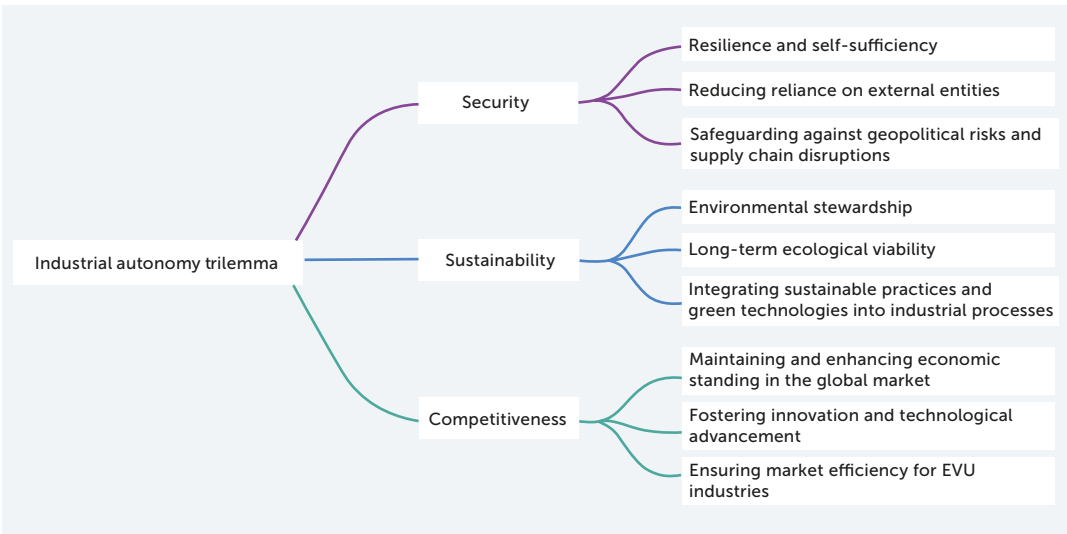 Industrial autonomy trilemma
Security
Resilience and self-sufficiency
Reducing reliance on external entities
Safeguarding against geopolitical risks and
supply chain disruptions
Sustainability
Environmental stewardship
Long-term ecological viability
Integrating sustainable practices and
green technologies into industrial processes
Competitiveness
Maintaining and enhancing economic
standing in the global market
Fostering innovation and technological
advancement
Ensuring market efficiency for EVU
industries